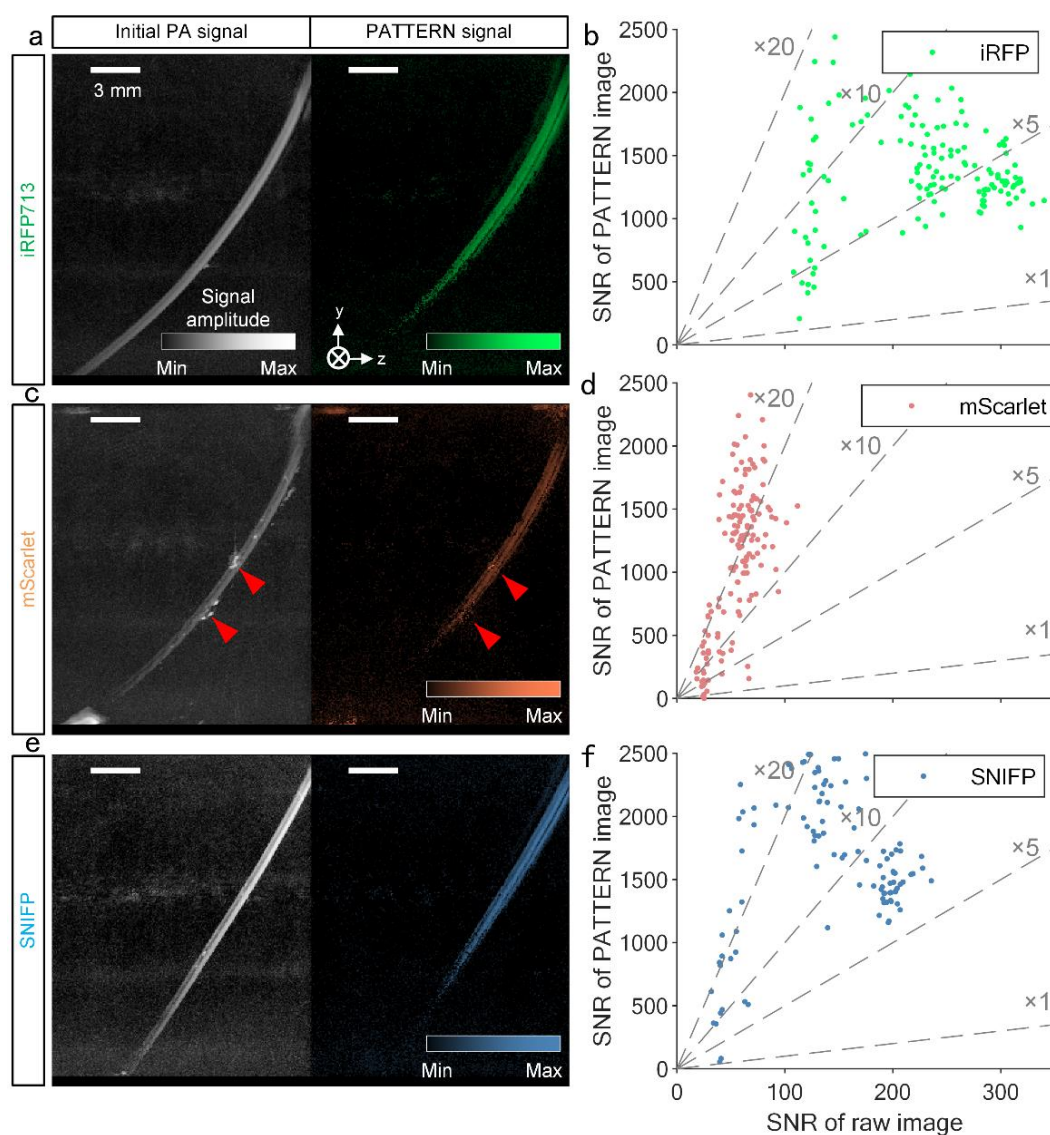 a
Initial PA signal
PATTERN signal
iRFP713
3 mm
Signal
amplitude
Min
Max
y
z
Min
Max
b
SNR of PATTERN image
2500
2000
1500
1000
500
0
×20
×10
×5
×1
iRFP
c
mScarlet
Min
Max
d
SNR of PATTERN image
2500
2000
1500
1000
500
0
×20
×10
×5
×1
mScarlet
e
SNIFP
Min
Max
f
SNR of PATTERN image
2500
2000
1500
1000
500
0
×20
×10
×5
×1
SNIFP
0
100
200
300
SNR of raw image